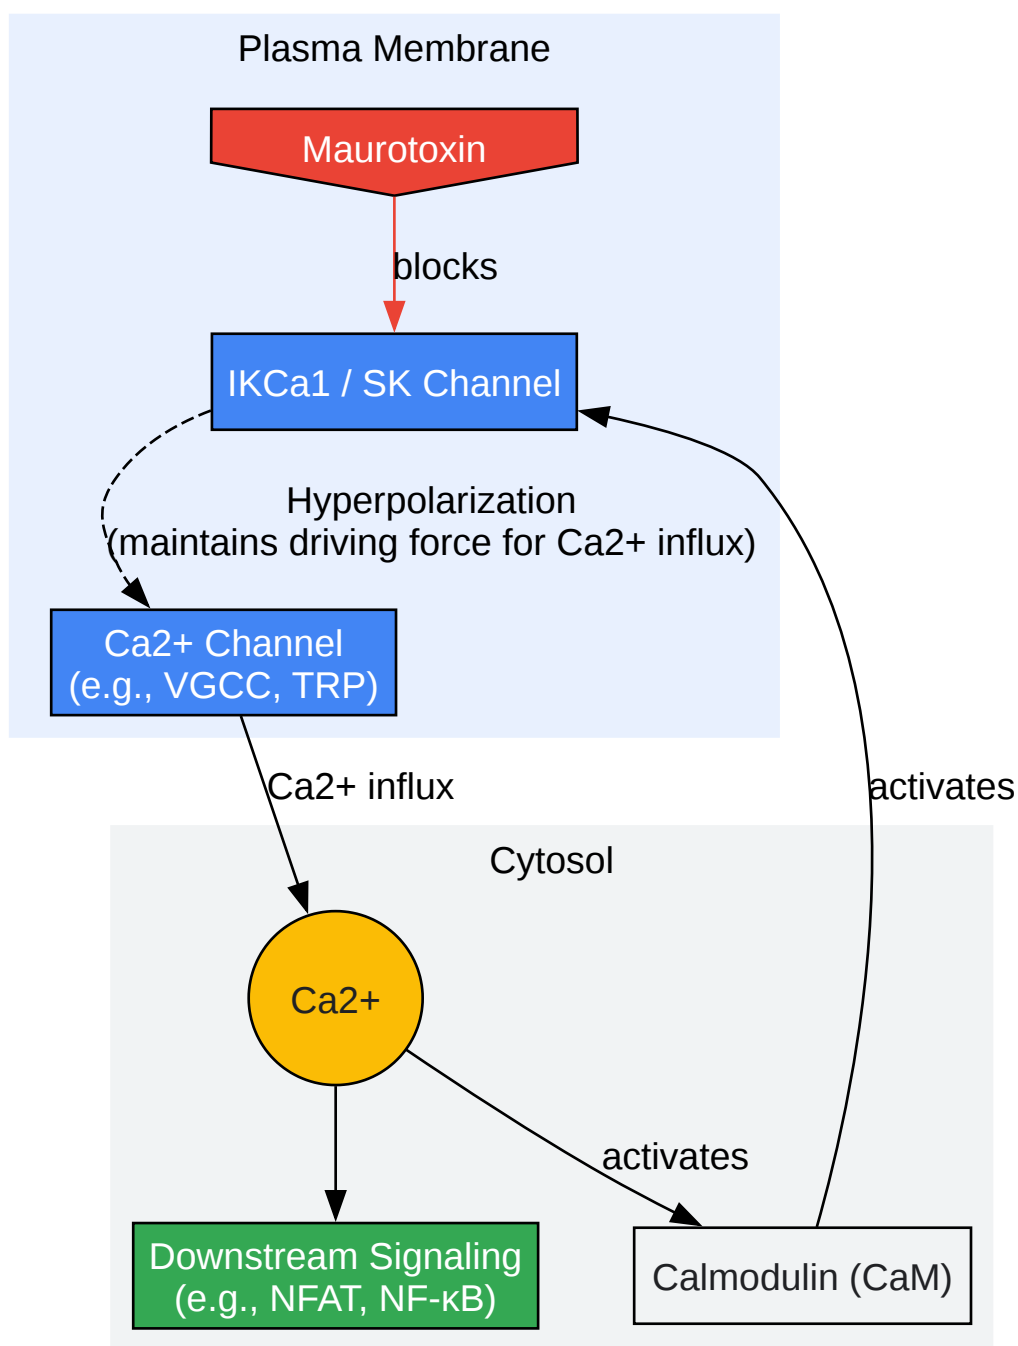 Plasma Membrane
Maurotoxin
blocks
IKCa1 / SK Channel
Hyperpolarization
(maintains driving force for Ca2+ influx)
Ca2+ Channel
(e.g., VGCC, TRP)
Ca2+ influx
activates
Cytosol
Ca2+
activates
Downstream Signaling
(e.g., NFAT, NF-κB)
Calmodulin (CaM)